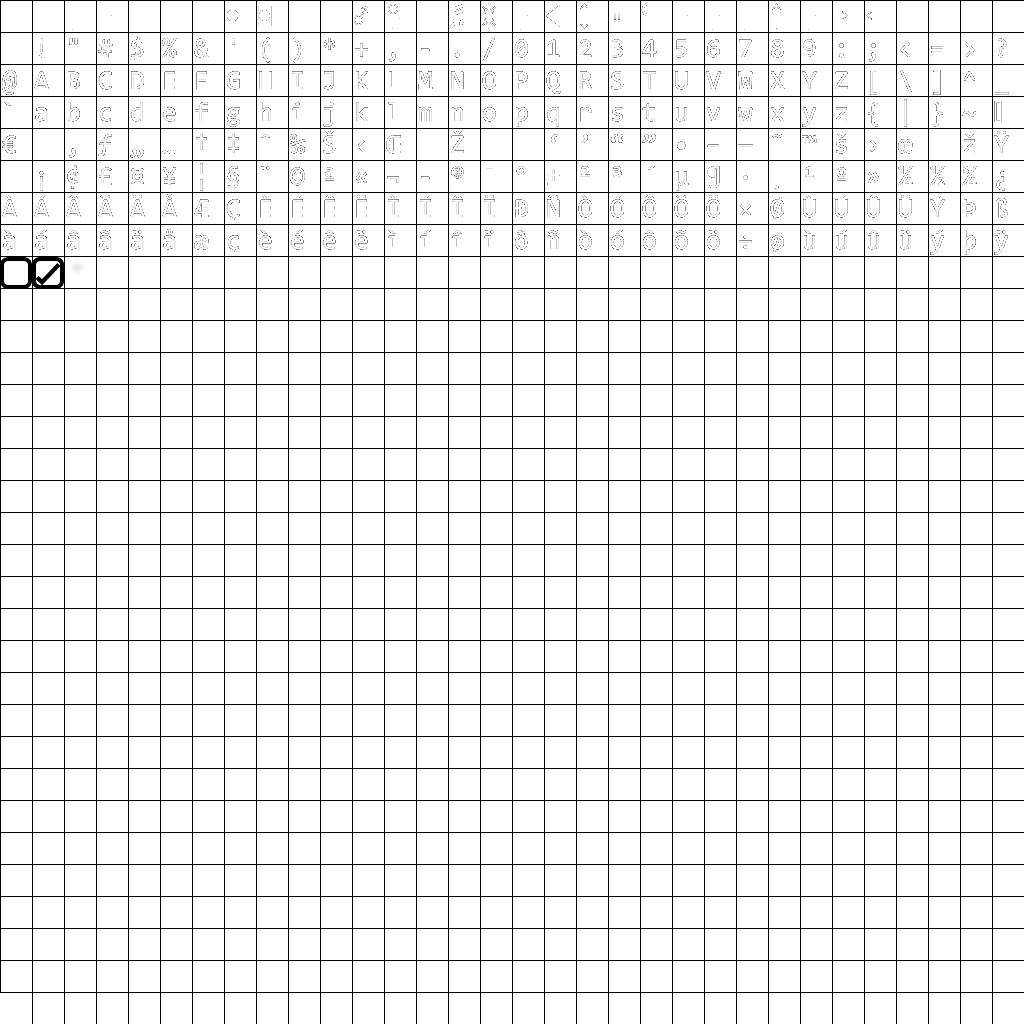 ! " # $ % & ' ( ) * + , - . / 0 1 2 3 4 5 6 7 8 9 : ; < = > ?
@ A B C D E F G H I J K L M N O P Q R S T U V W X Y Z [ \ ] ^ _
` a b c d e f g h i j k l m n o p q r s t u v w x y z { | } ~
€ ‚ ƒ „ … † ‡ ˆ ‰ Š ‹ Œ Ž ‘ ’ “ ” • – — ˜ ™ š › œ ž Ÿ
¡ ¢ £ ¤ ¥ ¦ § ¨ © ª « ¬ - ® ¯ ° ± ² ³ ´ µ ¶ · ¸ ¹ º » ¼ ½ ¾ ¿
À Á Â Ã Ä Å Æ Ç È É Ê Ë Ì Í Î Ï Ð Ñ Ò Ó Ô Õ Ö × Ø Ù Ú Û Ü Ý Þ ß
à á â ã ä å æ ç è é ê ë ì í î ï ð ñ ò ó ô õ ö ÷ ø ù ú û ü ý þ ÿ